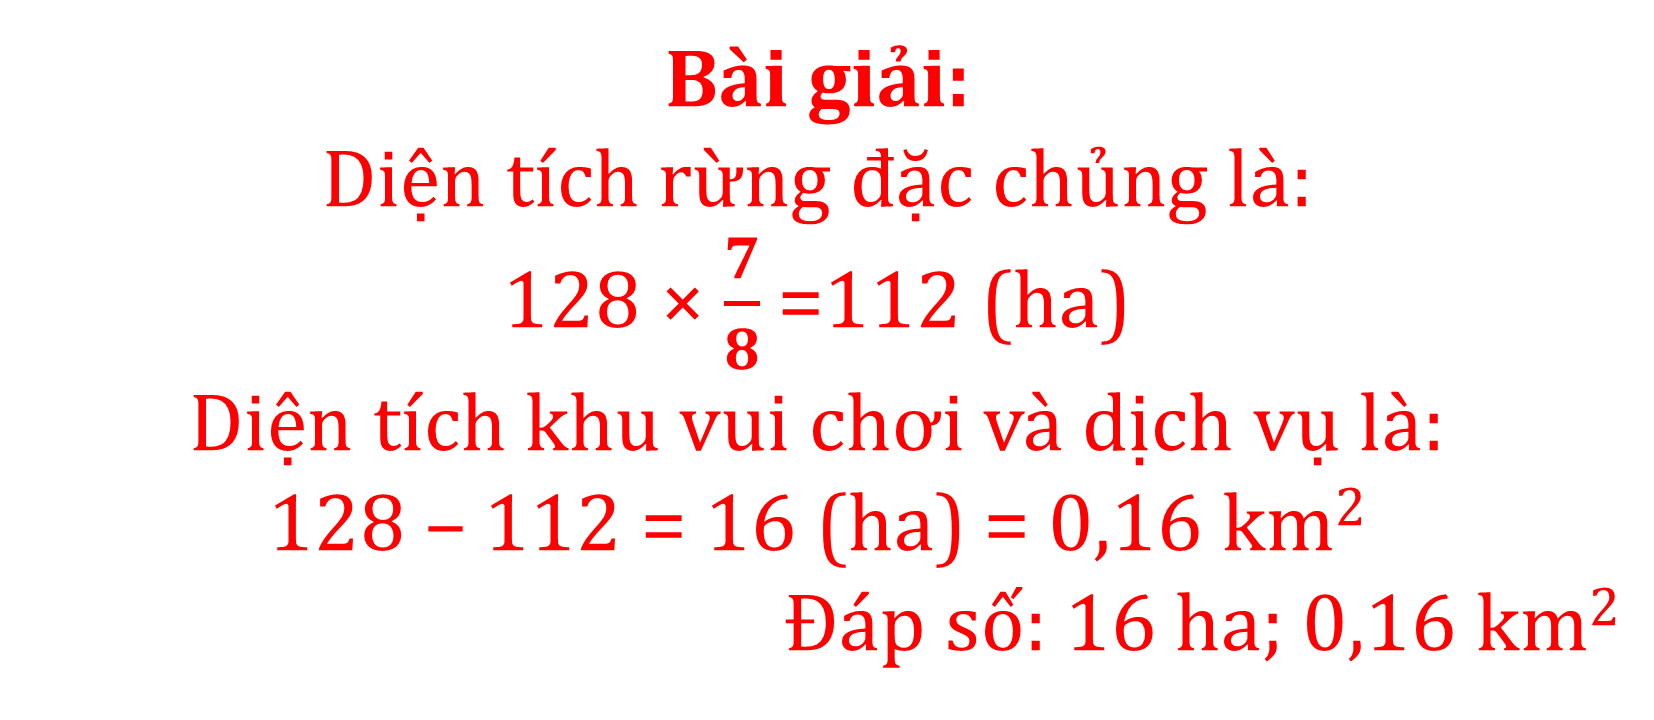 Bài giải:
Diện tích rừng đặc chủng là:
128 × 7/8 =112 (ha)
Diện tích khu vui chơi và dịch vụ là:
128 – 112 = 16 (ha) = 0,16 km²
Đáp số: 16 ha; 0,16 km²